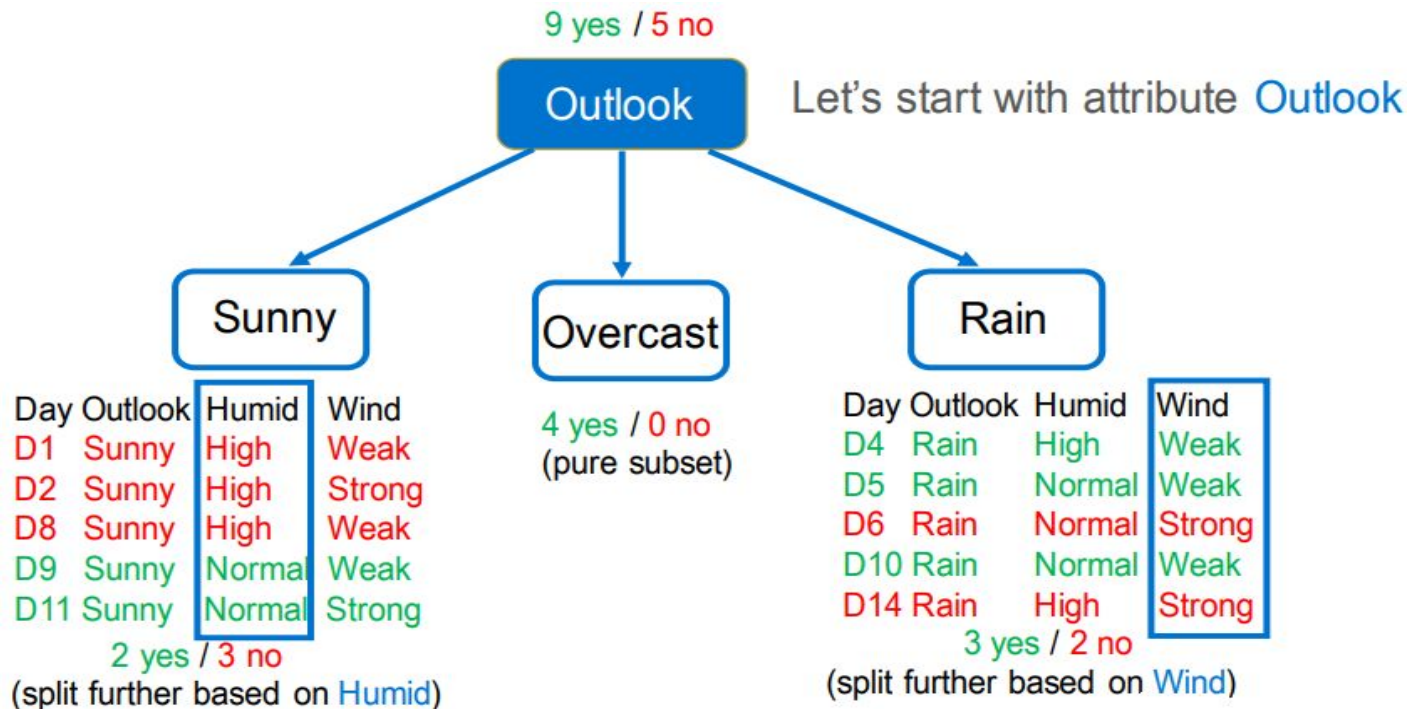 9 yes / 5 no
Outlook
Let's start with attribute Outlook
Sunny
Overcast
Rain
Day Outlook Humid Wind
D1 Sunny High Weak
D2 Sunny High Strong
D8 Sunny High Weak
D9 Sunny Normal Weak
D11 Sunny Normal Strong
2 yes / 3 no
(split further based on Humid)
4 yes / 0 no
(pure subset)
Day Outlook Humid Wind
D4 Rain High Weak
D5 Rain Normal Weak
D6 Rain Normal Strong
D10 Rain Normal Weak
D14 Rain High Strong
3 yes / 2 no
(split further based on Wind)